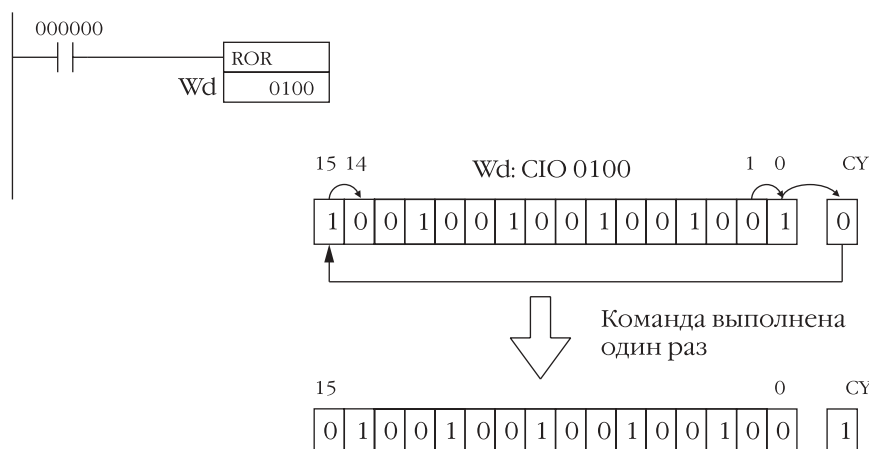 000000
ROR
Wd 0100
15 14 Wd: CIO 0100 1 0 CY
1 0 0 1 0 0 1 0 0 1 0 0 1 0 0 1 0
Команда выполнена
один раз
15 0 CY
0 1 0 0 1 0 0 1 0 0 1 0 0 1 0 0 1